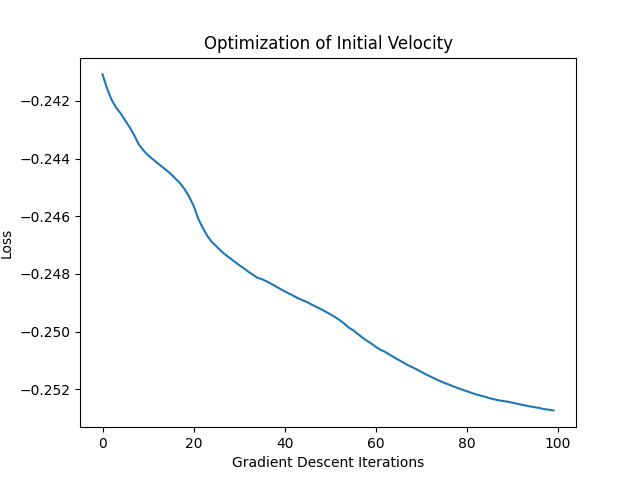 Optimization of Initial Velocity
−0.242
−0.244
−0.246
−0.248
−0.250
−0.252
Loss
0 20 40 60 80 100
Gradient Descent Iterations